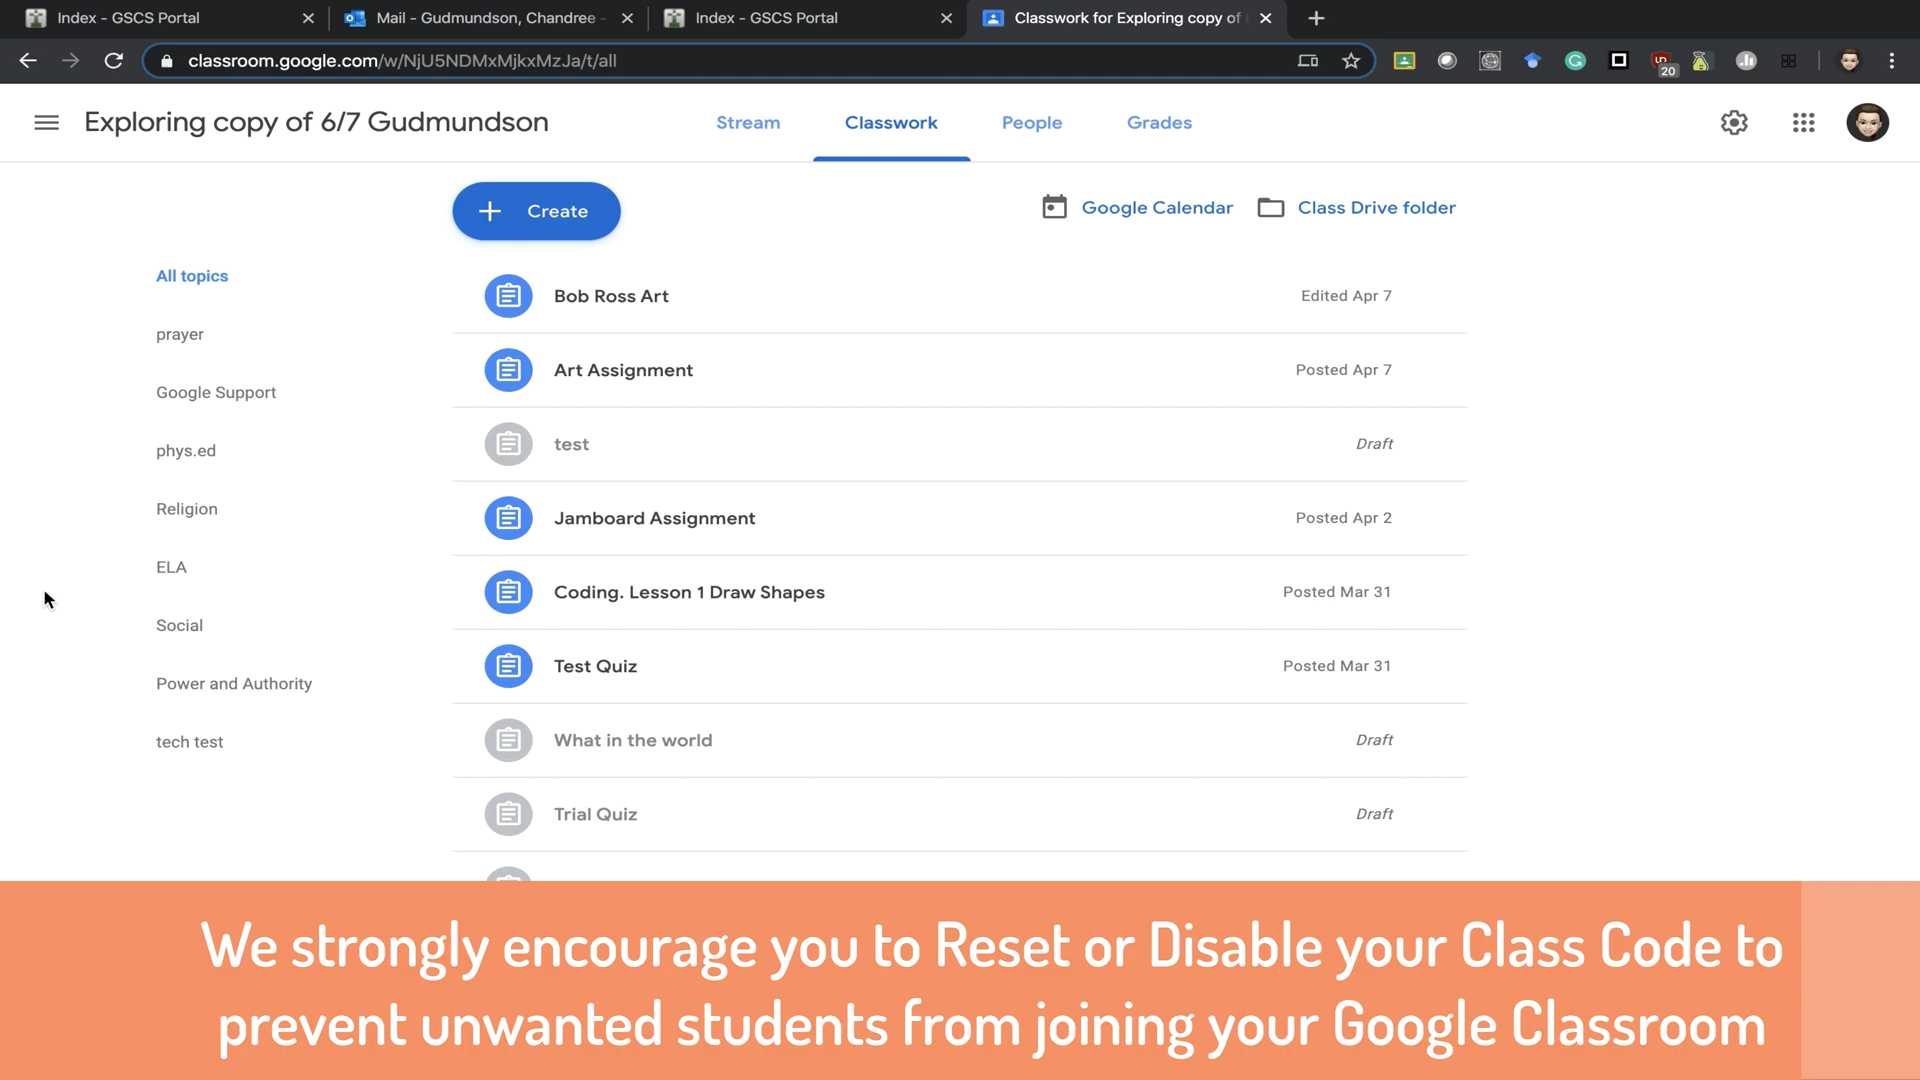 Index - GSCS Portal
Mail - Gudmundson, Chandree -
Index - GSCS Portal
Classwork for Exploring copy of
classroom.google.com/w/NjU5NDMxMjkxMzJa/t/all
20
Exploring copy of 6/7 Gudmundson
Stream
Classwork
People
Grades
Create
Google Calendar
Class Drive folder
All topics
prayer
Google Support
phys.ed
Religion
ELA
Social
Power and Authority
tech test
Bob Ross Art
Edited Apr 7
Art Assignment
Posted Apr 7
test
Draft
Jamboard Assignment
Posted Apr 2
Coding. Lesson 1 Draw Shapes
Posted Mar 31
Test Quiz
Posted Mar 31
What in the world
Draft
Trial Quiz
Draft
We strongly encourage you to Reset or Disable your Class Code to
prevent unwanted students from joining your Google Classroom